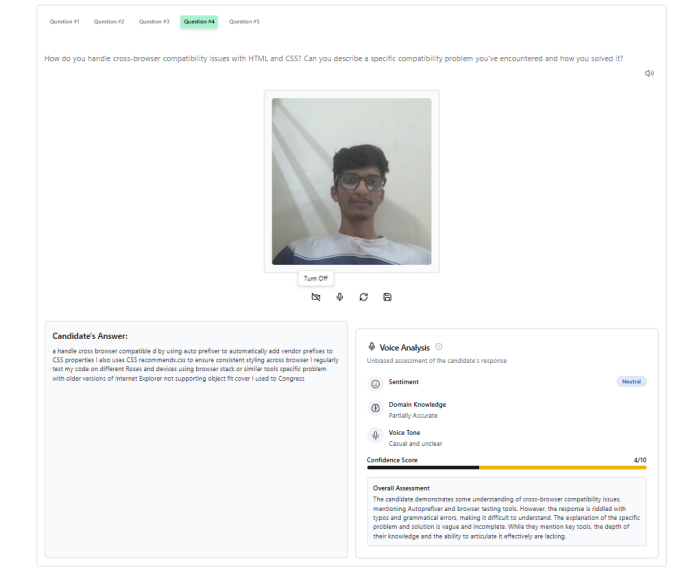 Question #1 Question #2 Question #3 Question #4 Question #5
How do you handle cross-browser compatibility issues with HTML and CSS? Can you describe a specific compatibility problem you've encountered and how you solved it?
Turn Off
Candidate's Answer:
a handle cross browser compatible d by using auto prefixer to automatically add vendor prefixes to
CSS properties I also uses CSS recommends.css to ensure consistent styling across browser I regularly
test my code on different Roses and devices using browser stack or similar tools specific problem
with older versions of Internet Explorer not supporting object fit cover I used to Congress
Voice Analysis
Unbiased assessment of the candidate's response
Sentiment
Neutral
Domain Knowledge
Partially Accurate
Voice Tone
Casual and unclear
Confidence Score 4/10
Overall Assessment
The candidate demonstrates some understanding of cross-browser compatibility issues,
mentioning Autoprefixer and browser testing tools. However, the response is riddled with
typos and grammatical errors, making it difficult to understand. The explanation of the specific
problem and solution is vague and incomplete. While they mention key tools, the depth of
their knowledge and the ability to articulate it effectively are lacking.